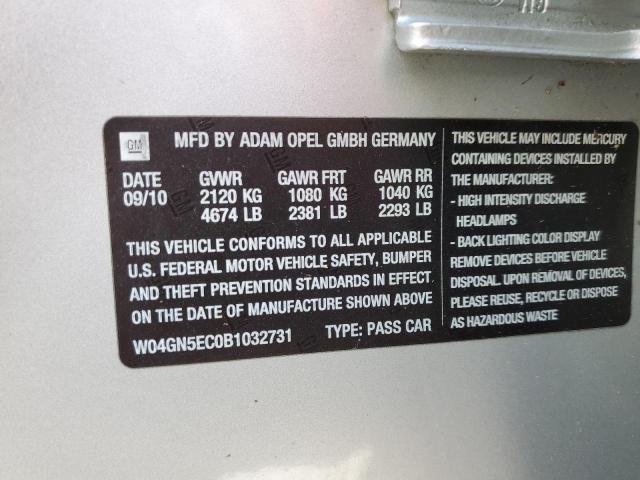 GM
MFD BY ADAM OPEL GMBH GERMANY
DATE GVWR GAWR FRT GAWR RR
09/10 2120 KG 1080 KG 1040 KG
4674 LB 2381 LB 2293 LB
THIS VEHICLE CONFORMS TO ALL APPLICABLE
U.S. FEDERAL MOTOR VEHICLE SAFETY, BUMPER
AND THEFT PREVENTION STANDARDS IN EFFECT
ON THE DATE OF MANUFACTURE SHOWN ABOVE
W04GN5EC0B1032731 TYPE: PASS CAR
THIS VEHICLE MAY INCLUDE MERCURY
CONTAINING DEVICES INSTALLED BY
THE MANUFACTURER:
- HIGH INTENSITY DISCHARGE
HEADLAMPS
- BACK LIGHTING COLOR DISPLAY
REMOVE DEVICES BEFORE VEHICLE
DISPOSAL. UPON REMOVAL OF DEVICES,
PLEASE REUSE, RECYCLE OR DISPOSE
AS HAZARDOUS WASTE